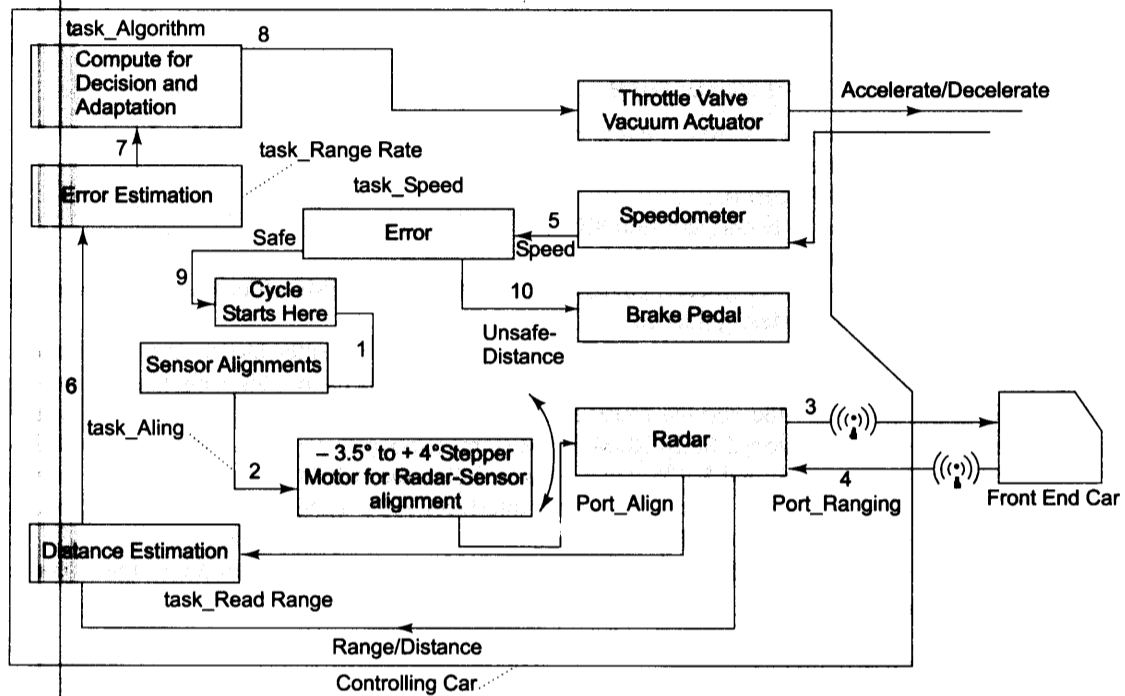 task_Algorithm
8
Compute for
Decision and
Adaptation
Throttle Valve
Vacuum Actuator
Accelerate/Decelerate
7
task_Range Rate
Error Estimation
task_Speed
Speedometer
Error
5
Speed
Safe
9
Cycle
Starts Here
10
Brake Pedal
Unsafe-
Distance
1
Sensor Alignments
6
3
task_Aling
Radar
– 3.5° to + 4°Stepper
Motor for Radar-Sensor
alignment
2
4
Port_Align
Port_Ranging
Front End Car
Distance Estimation
task_Read Range
Range/Distance
Controlling Car